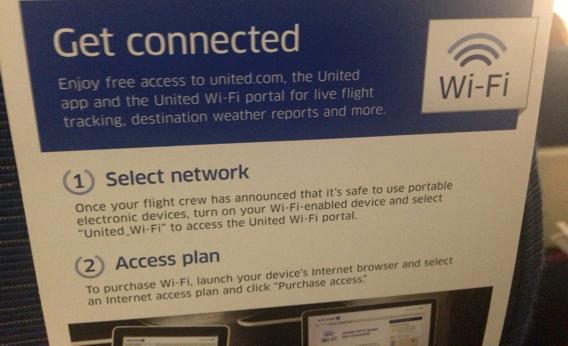 Get connected
Enjoy free access to united.com, the United
app and the United Wi-Fi portal for live flight
tracking, destination weather reports and more.
Wi-Fi
1 Select network
Once your flight crew has announced that it's safe to use portable
electronic devices, turn on your Wi-Fi-enabled device and select
"United_Wi-Fi" to access the United Wi-Fi portal.
2 Access plan
To purchase Wi-Fi, launch your device's Internet browser and select
an Internet access plan and click "Purchase access."
Wi-Fi